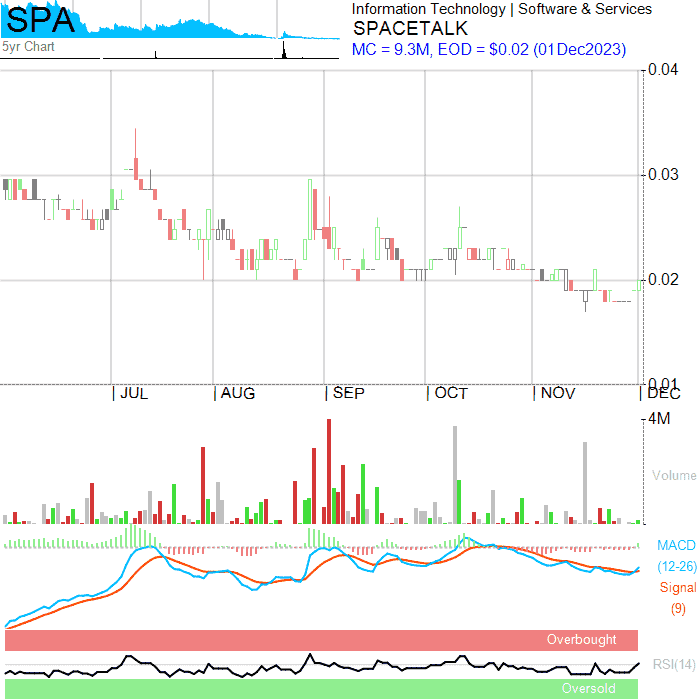 SPA
5yr Chart
Information Technology | Software & Services
SPACETALK
MC = 9.3M, EOD = $0.02 (01Dec2023)
0.04
0.03
0.02
0.01
| JUL | AUG | SEP | OCT | NOV | DEC
4M
Volume
MACD
(12-26)
Signal
(9)
Overbought
RSI(14)
Oversold